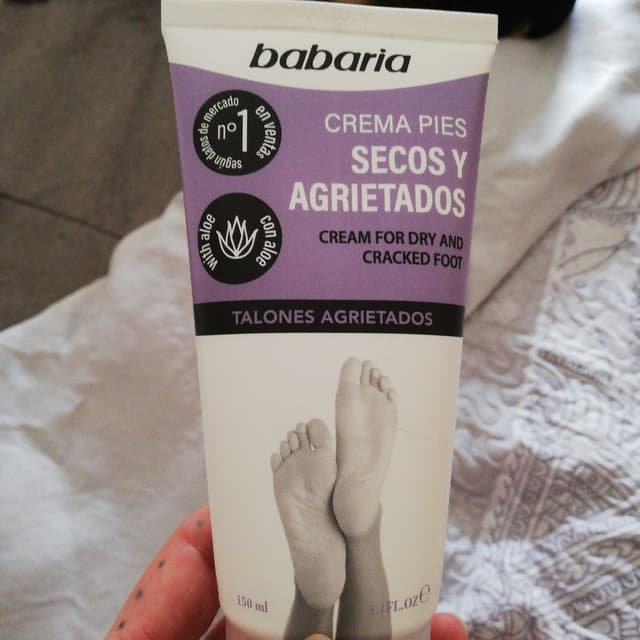 babaria
nº1
en ventas
según datos de mercado
CREMA PIES
SECOS Y
AGRIETADOS
CREAM FOR DRY AND
CRACKED FOOT
with aloe
con aloe
TALONES AGRIETADOS
150 ml
5.1FL.OZ℮